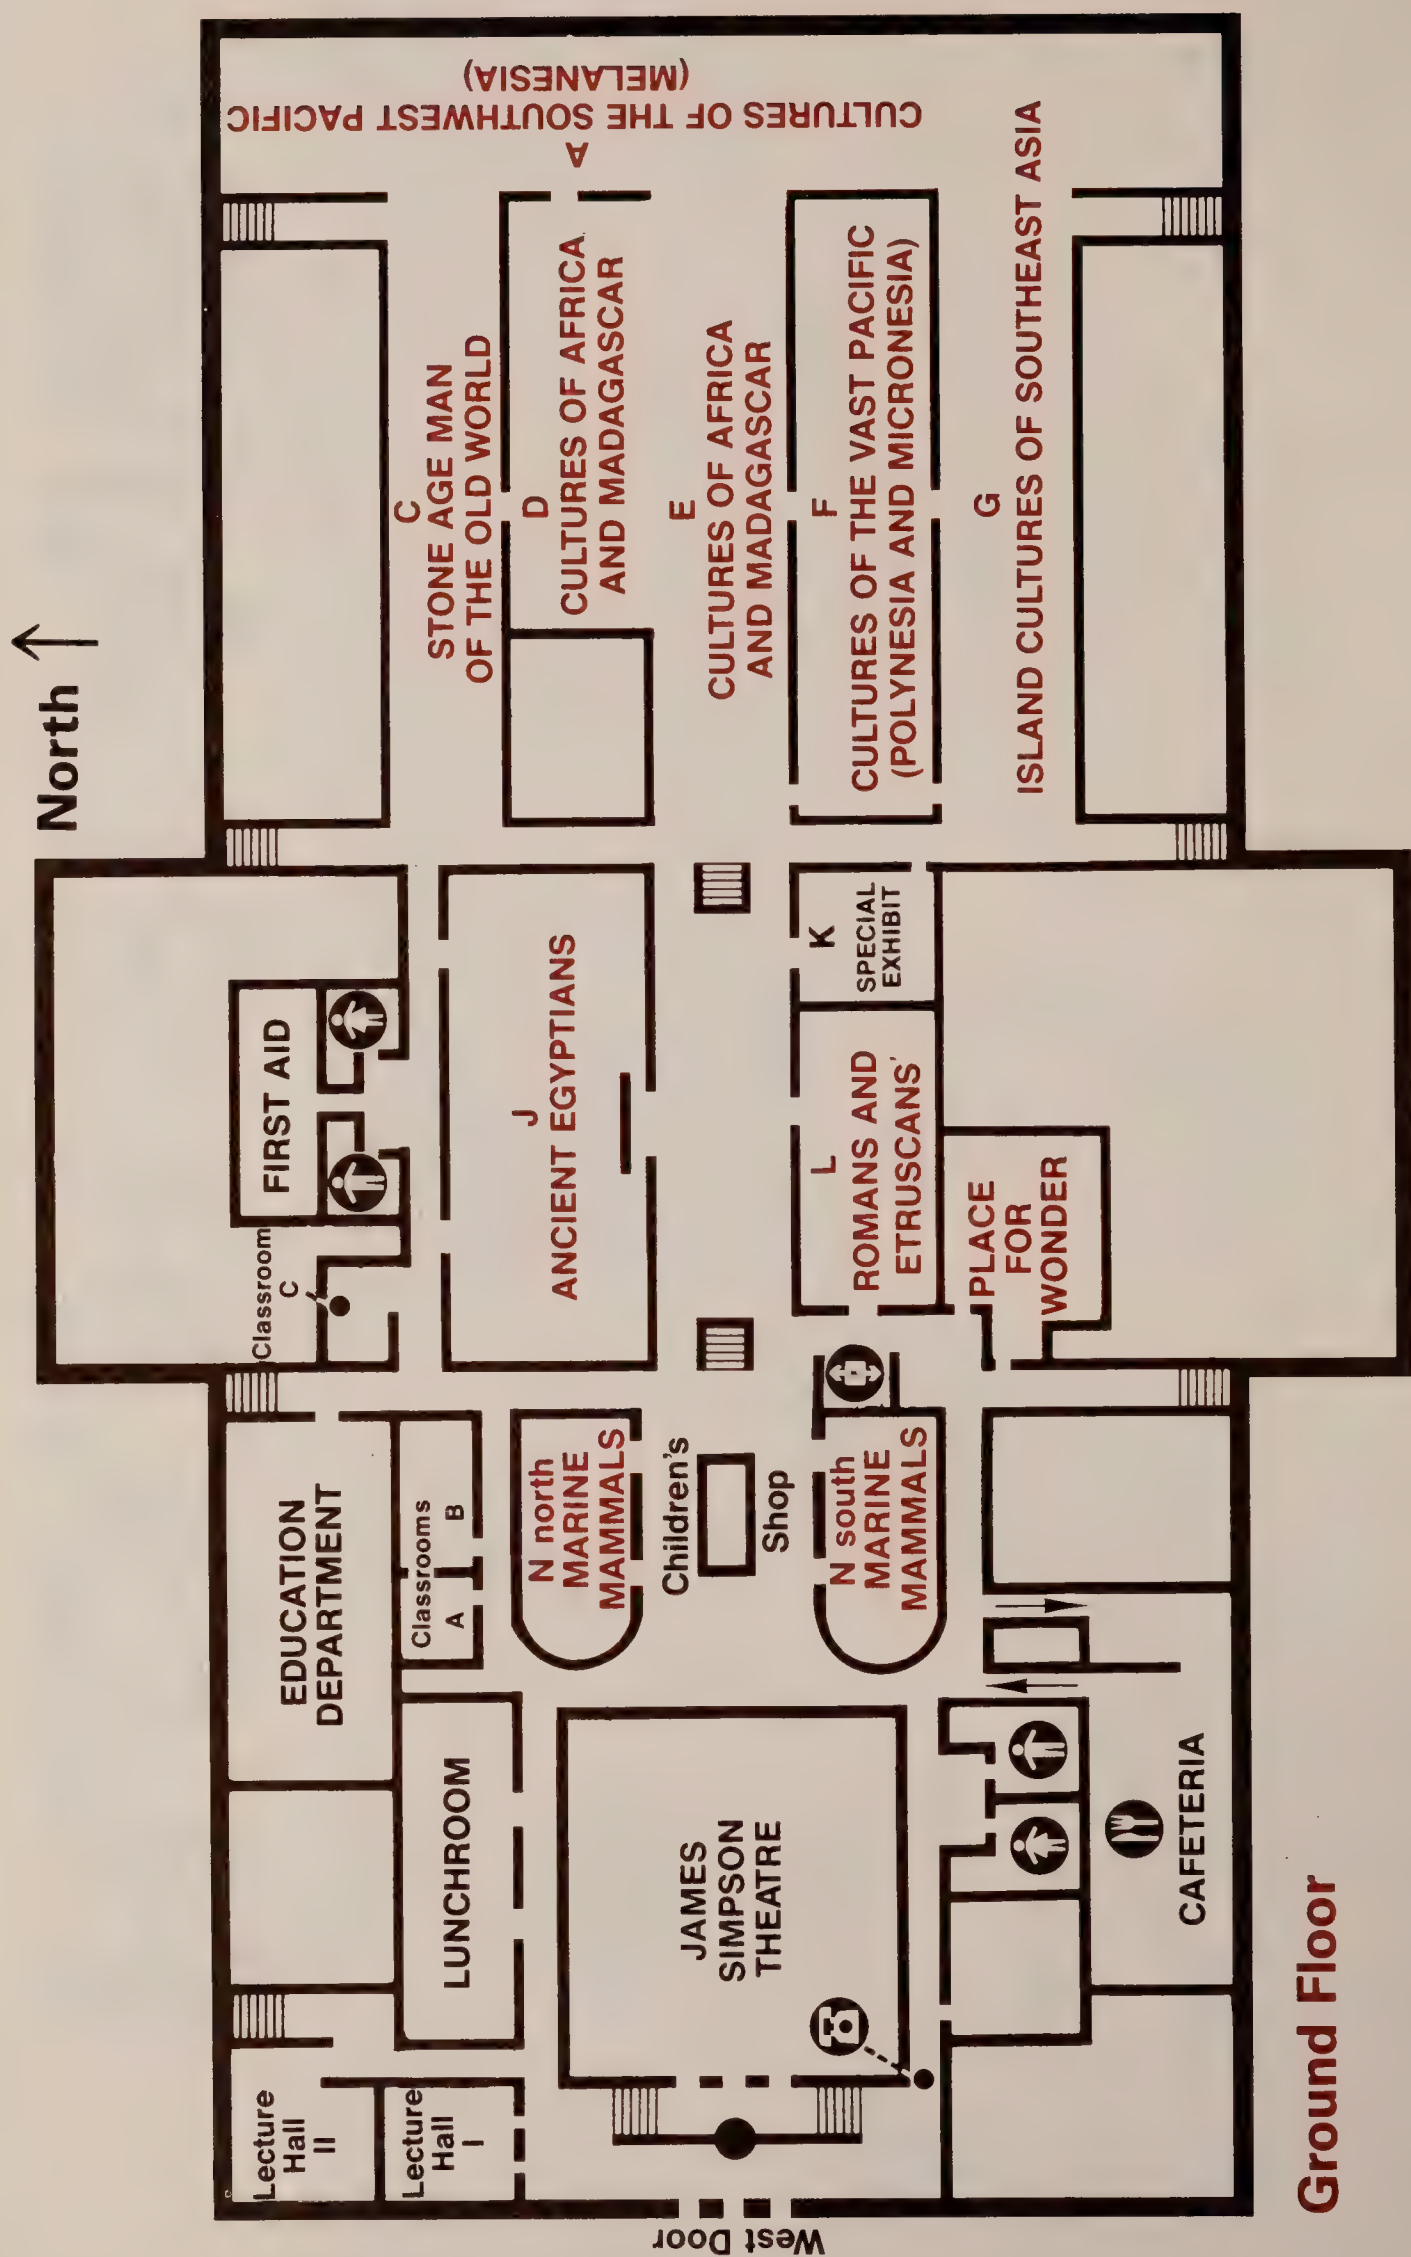 North
Lecture
Hall
II
Lecture
Hall
I
EDUCATION
DEPARTMENT
Classrooms
A B
LUNCHROOM
Classroom
C
FIRST AID
C
STONE AGE MAN
OF THE OLD WORLD
D
CULTURES OF AFRICA
AND MADAGASCAR
CULTURES OF THE SOUTHWEST PACIFIC
(MELANESIA)
A
N north
MARINE
MAMMALS
J
ANCIENT EGYPTIANS
West Door
JAMES
SIMPSON
THEATRE
Children's
Shop
E
CULTURES OF AFRICA
AND MADAGASCAR
N south
MARINE
MAMMALS
L
ROMANS AND
ETRUSCANS
K
SPECIAL
EXHIBIT
F
CULTURES OF THE VAST PACIFIC
(POLYNESIA AND MICRONESIA)
PLACE
FOR
WONDER
G
ISLAND CULTURES OF SOUTHEAST ASIA
CAFETERIA
Ground Floor